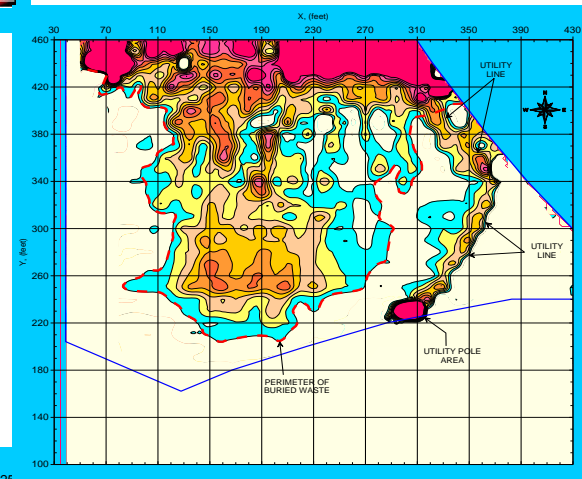 X, (feet)
30 70 110 150 190 230 270 310 350 390 430
460
420
380
340
300
260
220
180
140
100
Y, (feet)
UTILITY
LINE
N
W E
S
UTILITY
LINE
UTILITY POLE
AREA
PERIMETER OF
BURIED WASTE